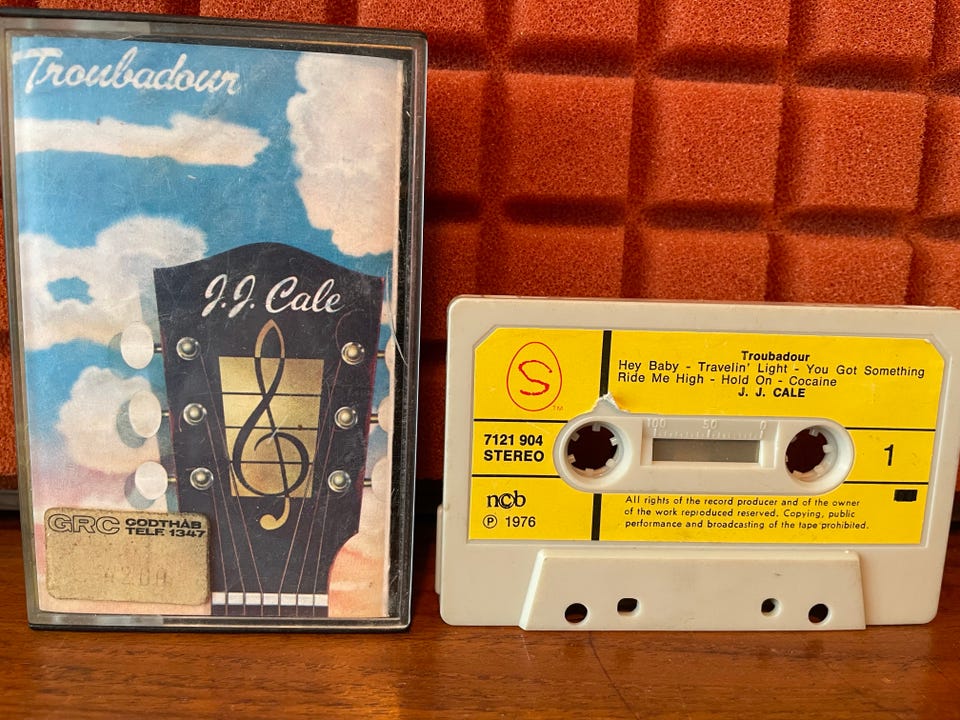 Troubadour
J.J. Cale
GRC GODTHÅB
TELF. 1347
S
TM
Troubadour
Hey Baby - Travelin' Light - You Got Something
Ride Me High - Hold On - Cocaine
J. J. CALE
7121 904
STEREO
100 50 0
1
ncb
℗ 1976
All rights of the record producer and of the owner
of the work reproduced reserved. Copying, public
performance and broadcasting of the tape prohibited.